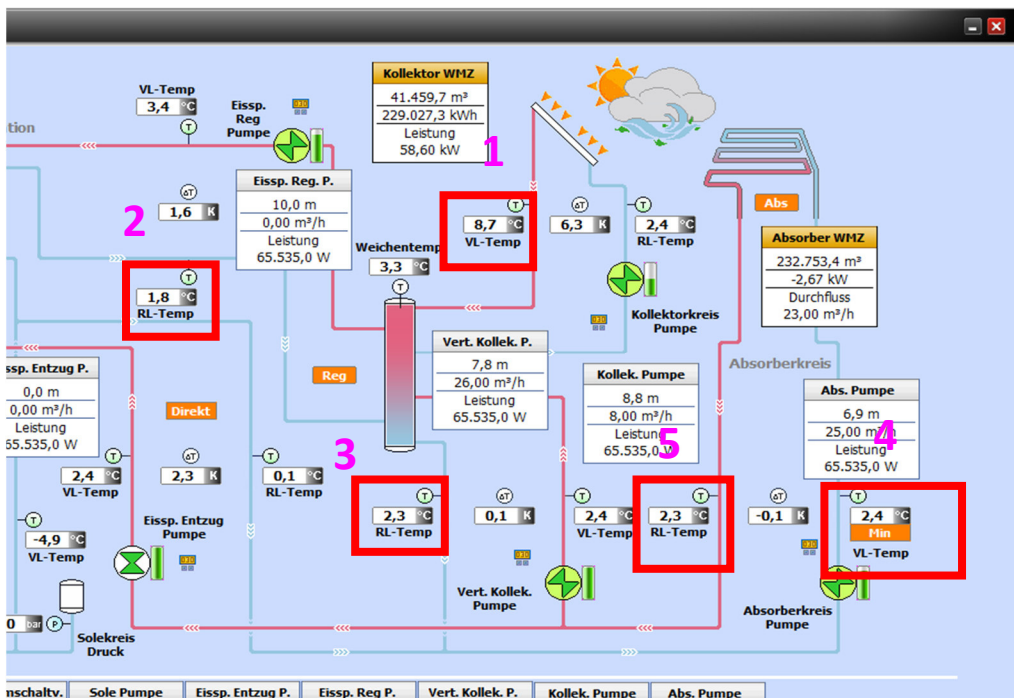 Kollektor WMZ
41.459,7 m³
229.027,3 kWh
Leistung
58,60 kW
VL-Temp
3,4 °C
T
Eissp.
Reg
Pumpe
tion
1
2
ΔT
1,6 K
Eissp. Reg. P.
10,0 m
0,00 m³/h
Leistung
65.535,0 W
T
8,7 °C
VL-Temp
ΔT
6,3 K
T
2,4 °C
RL-Temp
Abs
Absorber WMZ
232.753,4 m³
-2,67 kW
Durchfluss
23,00 m³/h
Weichentemp
3,3 °C
T
T
1,8 °C
RL-Temp
Kollektorkreis
Pumpe
Vert. Kollek. P.
7,8 m
26,00 m³/h
Leistung
65.535,0 W
Absorberkreis
ssp. Entzug P.
0,0 m
0,00 m³/h
Leistung
65.535,0 W
Reg
Direkt
Kollek. Pumpe
8,8 m
8,00 m³/h
Leistung
65.535,0 W
Abs. Pumpe
6,9 m
25,00 m³/h
Leistung
65.535,0 W
3
5
4
T
2,4 °C
VL-Temp
ΔT
2,3 K
T
0,1 °C
RL-Temp
T
2,3 °C
RL-Temp
ΔT
0,1 K
T
2,4 °C
VL-Temp
T
2,3 °C
RL-Temp
ΔT
-0,1 K
T
2,4 °C
Min
VL-Temp
T
-4,9 °C
VL-Temp
Eissp. Entzug
Pumpe
Vert. Kollek.
Pumpe
Absorberkreis
Pumpe
0 bar P
Solekreis
Druck
mschaltv.
Sole Pumpe
Eissp. Entzug P.
Eissp. Reg P.
Vert. Kollek. P.
Kollek. Pumpe
Abs. Pumpe